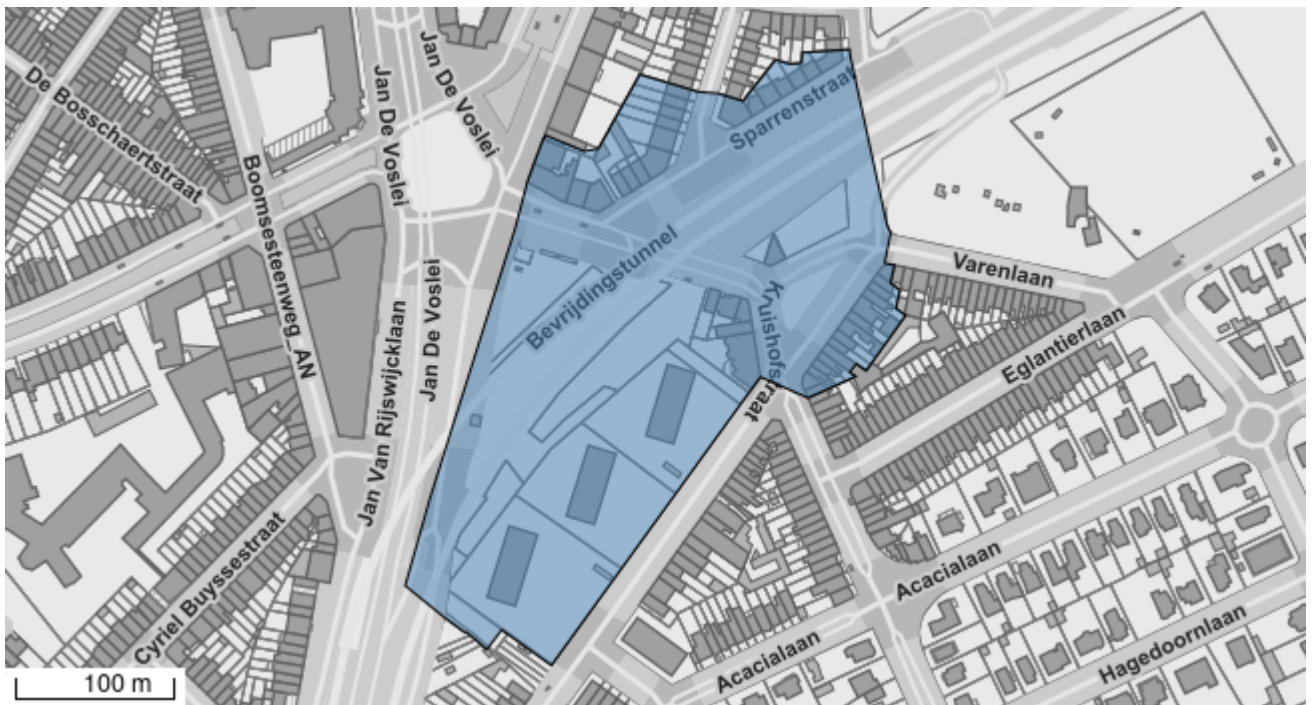 De Bosschaertstraat
Jan De Voslei
Jan De Voslei
Sparrenstraat
Boomsesteenweg_AN
Varenlaan
Bevrijdingstunnel
Jan De Voslei
Kruishofstraat
Eglantierlaan
Jan Van Rijswijcklaan
Cyriel Buyssestraat
Acacialaan
Acacialaan
Hagedoornlaan
100 m